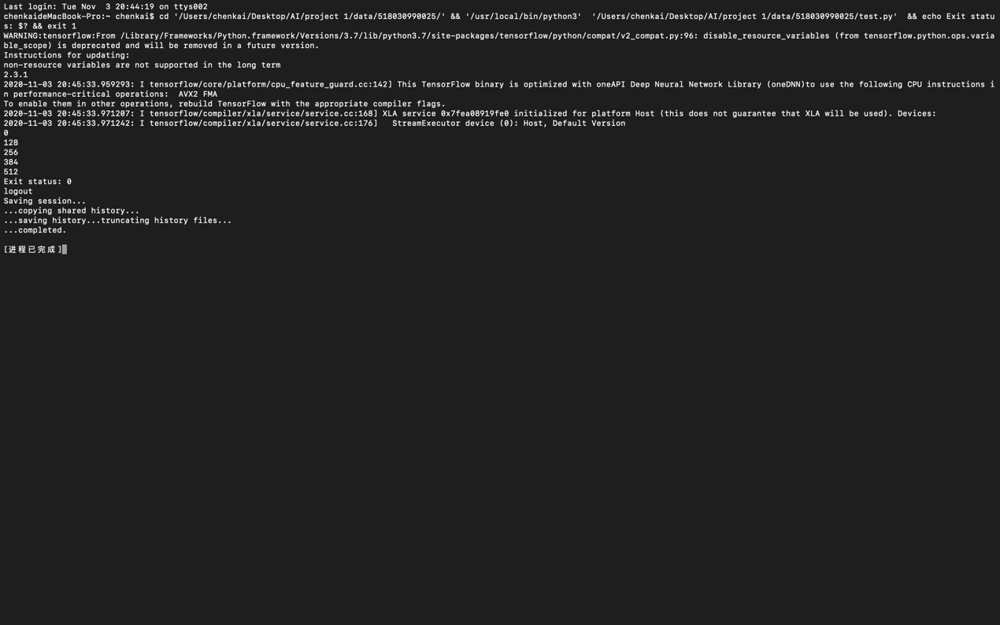 Last login: Tue Nov  3 20:44:19 on ttys002
chenkaideMacBook-Pro:~ chenkai$ cd '/Users/chenkai/Desktop/AI/project 1/data/518030990025/' && '/usr/local/bin/python3'  '/Users/chenkai/Desktop/AI/project 1/data/518030990025/test.py'  && echo Exit statu
s: $? && exit 1
WARNING:tensorflow:From /Library/Frameworks/Python.framework/Versions/3.7/lib/python3.7/site-packages/tensorflow/python/compat/v2_compat.py:96: disable_resource_variables (from tensorflow.python.ops.varia
ble_scope) is deprecated and will be removed in a future version.
Instructions for updating:
non-resource variables are not supported in the long term
2.3.1
2020-11-03 20:45:33.959293: I tensorflow/core/platform/cpu_feature_guard.cc:142] This TensorFlow binary is optimized with oneAPI Deep Neural Network Library (oneDNN)to use the following CPU instructions i
n performance-critical operations:  AVX2 FMA
To enable them in other operations, rebuild TensorFlow with the appropriate compiler flags.
2020-11-03 20:45:33.971207: I tensorflow/compiler/xla/service/service.cc:168] XLA service 0x7fea08919fe0 initialized for platform Host (this does not guarantee that XLA will be used). Devices:
2020-11-03 20:45:33.971242: I tensorflow/compiler/xla/service/service.cc:176]   StreamExecutor device (0): Host, Default Version
0
128
256
384
512
Exit status: 0
logout
Saving session...
...copying shared history...
...saving history...truncating history files...
...completed.
[进程已完成]